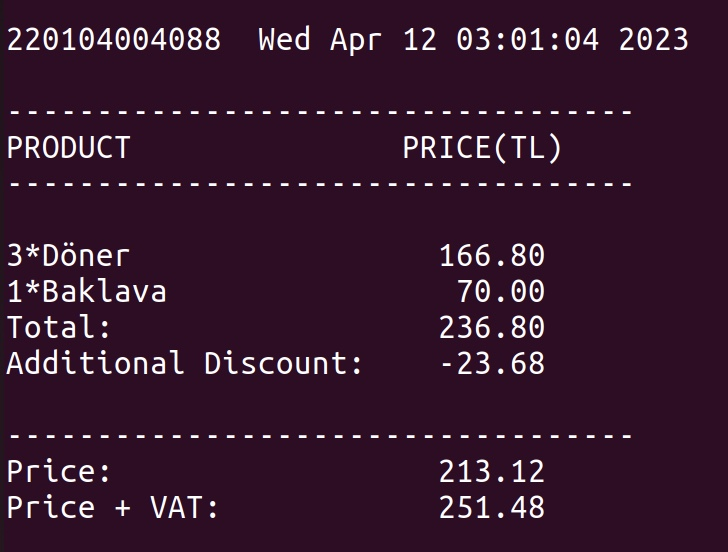 220104004088  Wed Apr 12 03:01:04 2023
-----------------------------------
PRODUCT               PRICE(TL)
-----------------------------------
3*Döner                 166.80
1*Baklava                70.00
Total:                  236.80
Additional Discount:    -23.68
-----------------------------------
Price:                  213.12
Price + VAT:            251.48